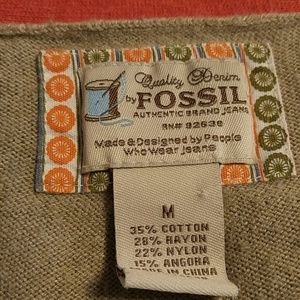 Quality Denim
by FOSSIL
AUTHENTIC BRAND JEANS
RN# 92636
Made & Designed by People
Who Wear Jeans
M
35% COTTON
28% RAYON
22% NYLON
15% ANGORA
MADE IN CHINA